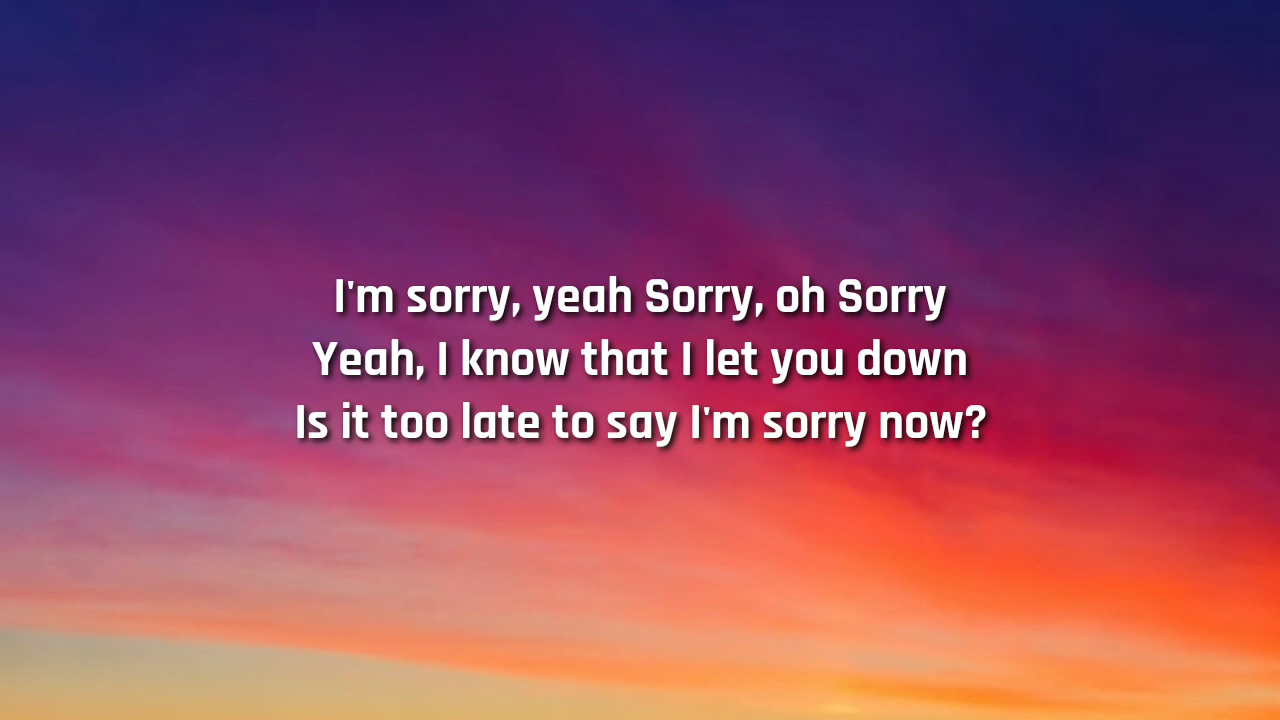 I'm sorry, yeah Sorry, oh Sorry
Yeah, I know that I let you down
Is it too late to say I'm sorry now?